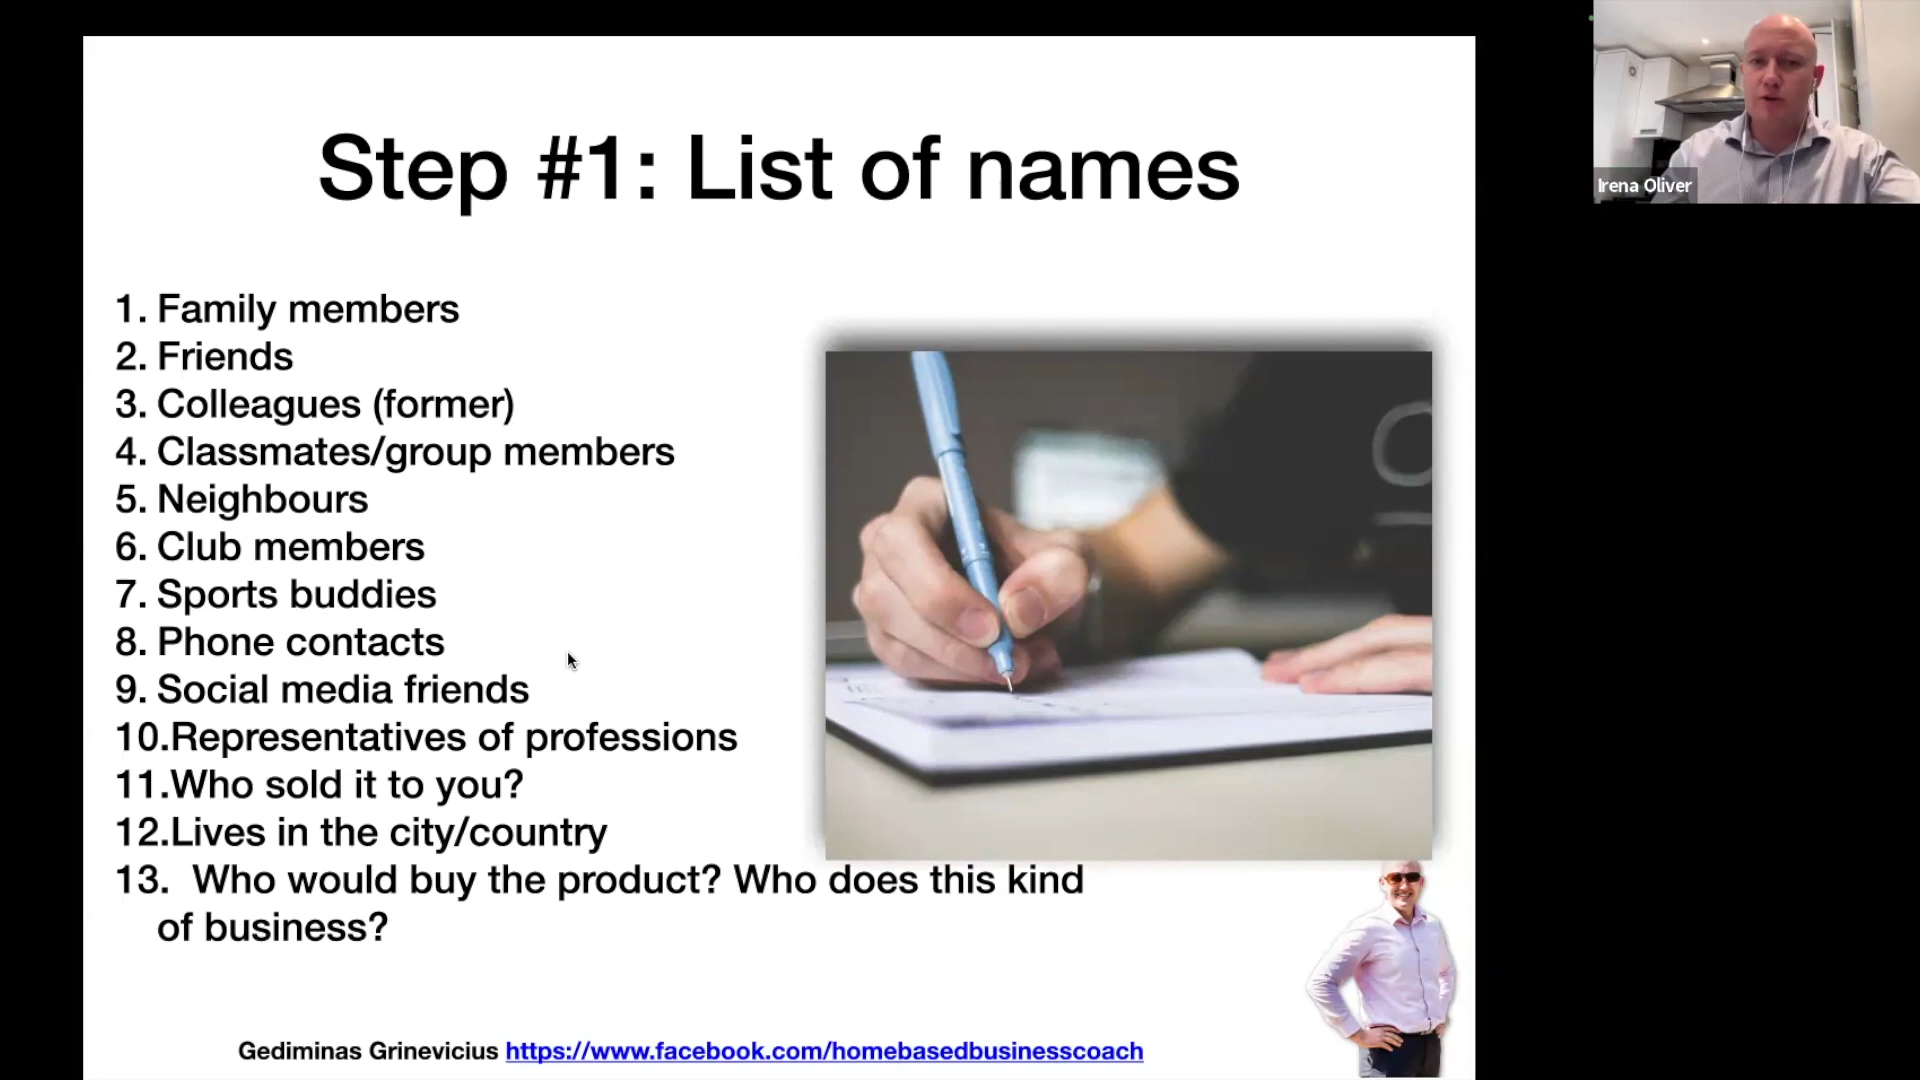 Step #1: List of names
1. Family members
2. Friends
3. Colleagues (former)
4. Classmates/group members
5. Neighbours
6. Club members
7. Sports buddies
8. Phone contacts
9. Social media friends
10.Representatives of professions
11.Who sold it to you?
12.Lives in the city/country
13. Who would buy the product? Who does this kind
of business?
Gediminas Grinevicius https://www.facebook.com/homebasedbusinesscoach
Irena Oliver